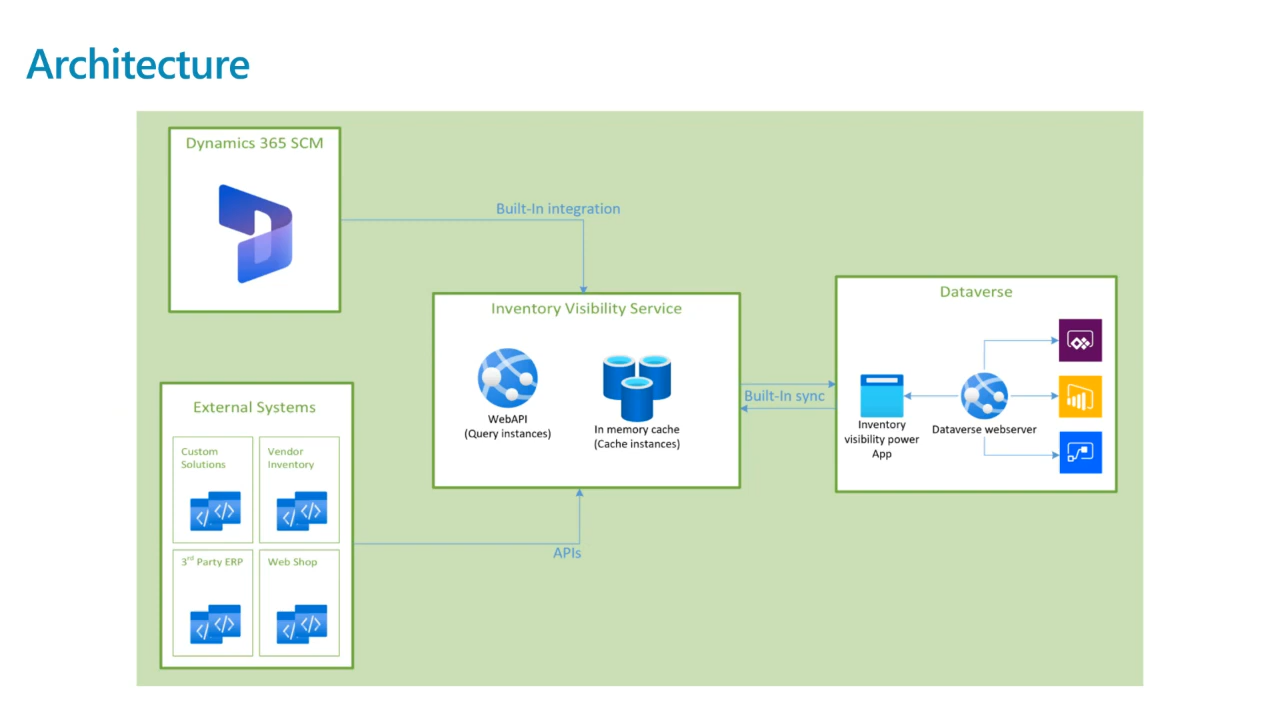 Architecture
Dynamics 365 SCM
Built-In integration
Inventory Visibility Service
WebAPI
(Query instances)
In memory cache
(Cache instances)
Built-In sync
Dataverse
Inventory
visibility power
App
Dataverse webserver
External Systems
Custom
Solutions
Vendor
Inventory
3rd Party ERP
Web Shop
APIs